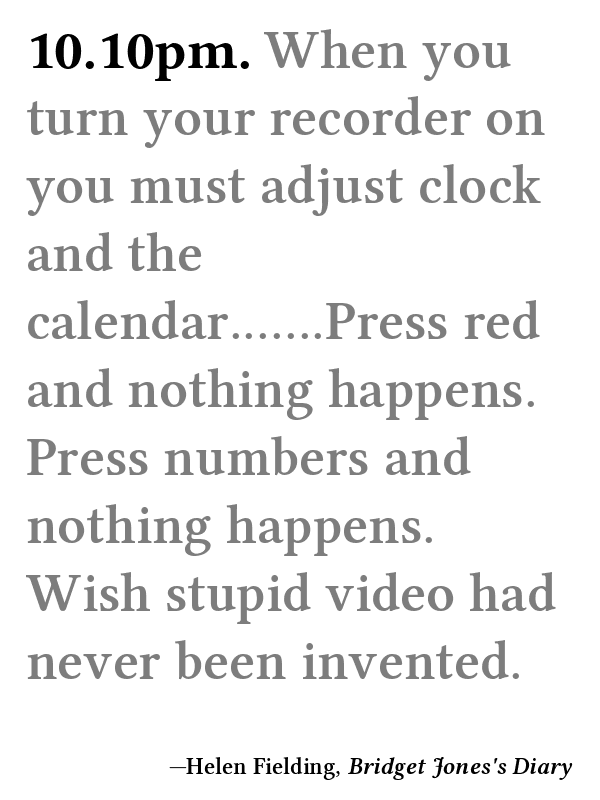 10.10pm. When you
turn your recorder on
you must adjust clock
and the
calendar.......Press red
and nothing happens.
Press numbers and
nothing happens.
Wish stupid video had
never been invented.
—Helen Fielding, Bridget Jones's Diary